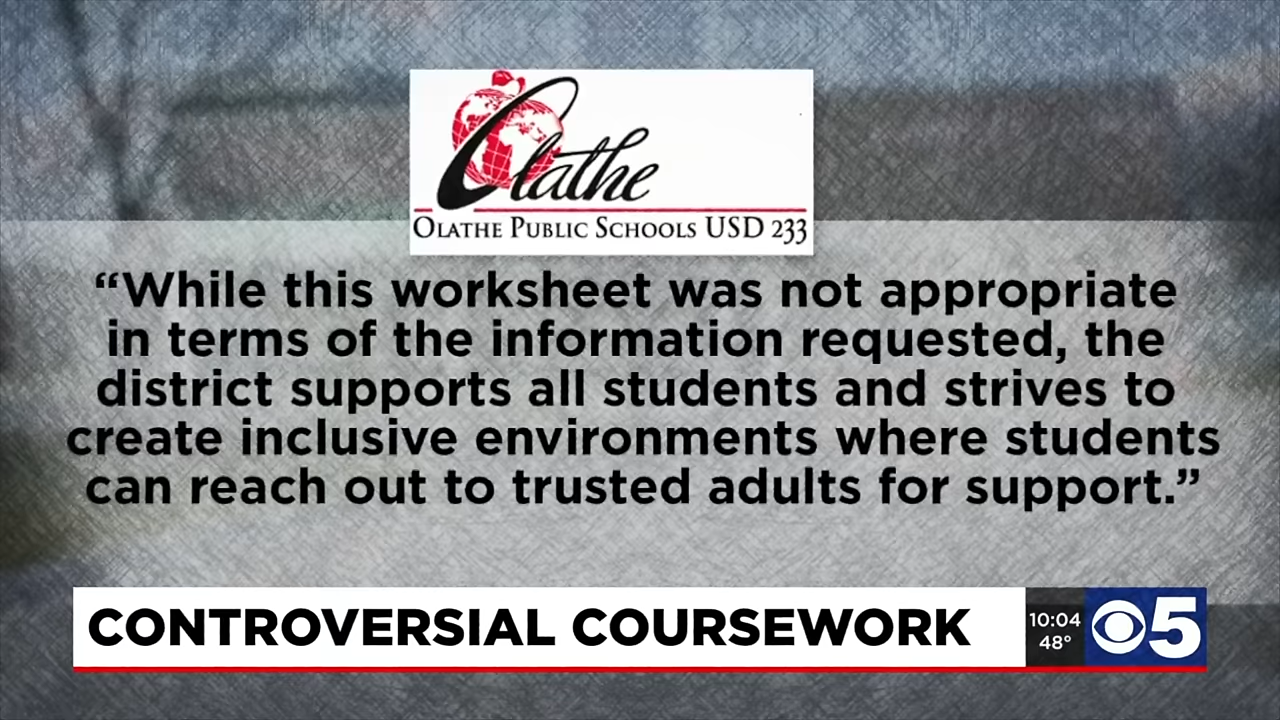 Olathe
OLATHE PUBLIC SCHOOLS USD 233
“While this worksheet was not appropriate
in terms of the information requested, the
district supports all students and strives to
create inclusive environments where students
can reach out to trusted adults for support.”
CONTROVERSIAL COURSEWORK
10:04
48°
5